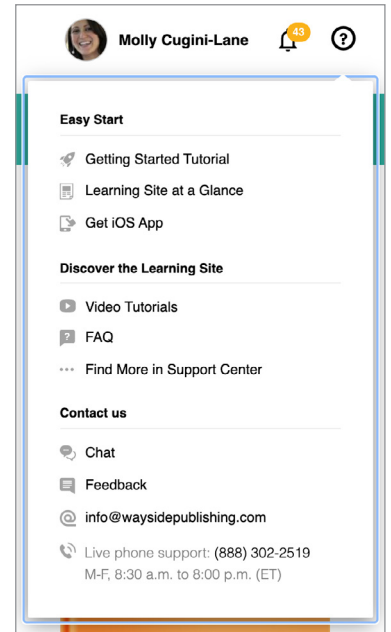 Molly Cugini-Lane
43
?
Easy Start
Getting Started Tutorial
Learning Site at a Glance
Get iOS App
Discover the Learning Site
Video Tutorials
? FAQ
Find More in Support Center
Contact us
Chat
Feedback
@ info@waysidepublishing.com
Live phone support: (888) 302-2519
M-F, 8:30 a.m. to 8:00 p.m. (ET)